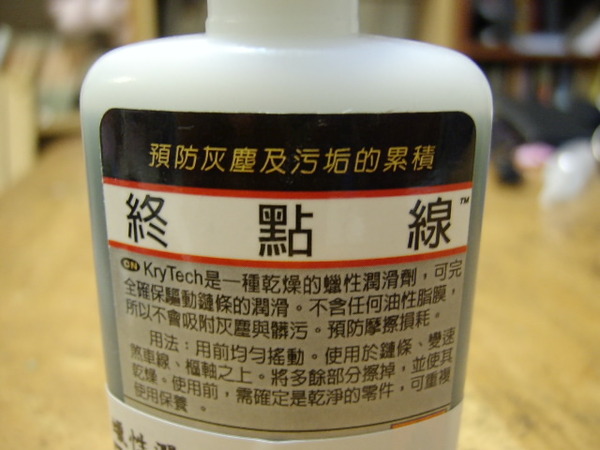 預防灰塵及污垢的累積
終點線™
CN KryTech是一種乾燥的蠟性潤滑劑，可完
全確保驅動鏈條的潤滑。不含任何油性脂膜，
所以不會吸附灰塵與髒污。預防摩擦損耗。
用法：用前均勻搖動。使用於鏈條、變速
煞車線、樞軸之上。將多餘部分擦掉，並使其
乾燥。使用前，需確定是乾淨的零件，可重複
使用保養。